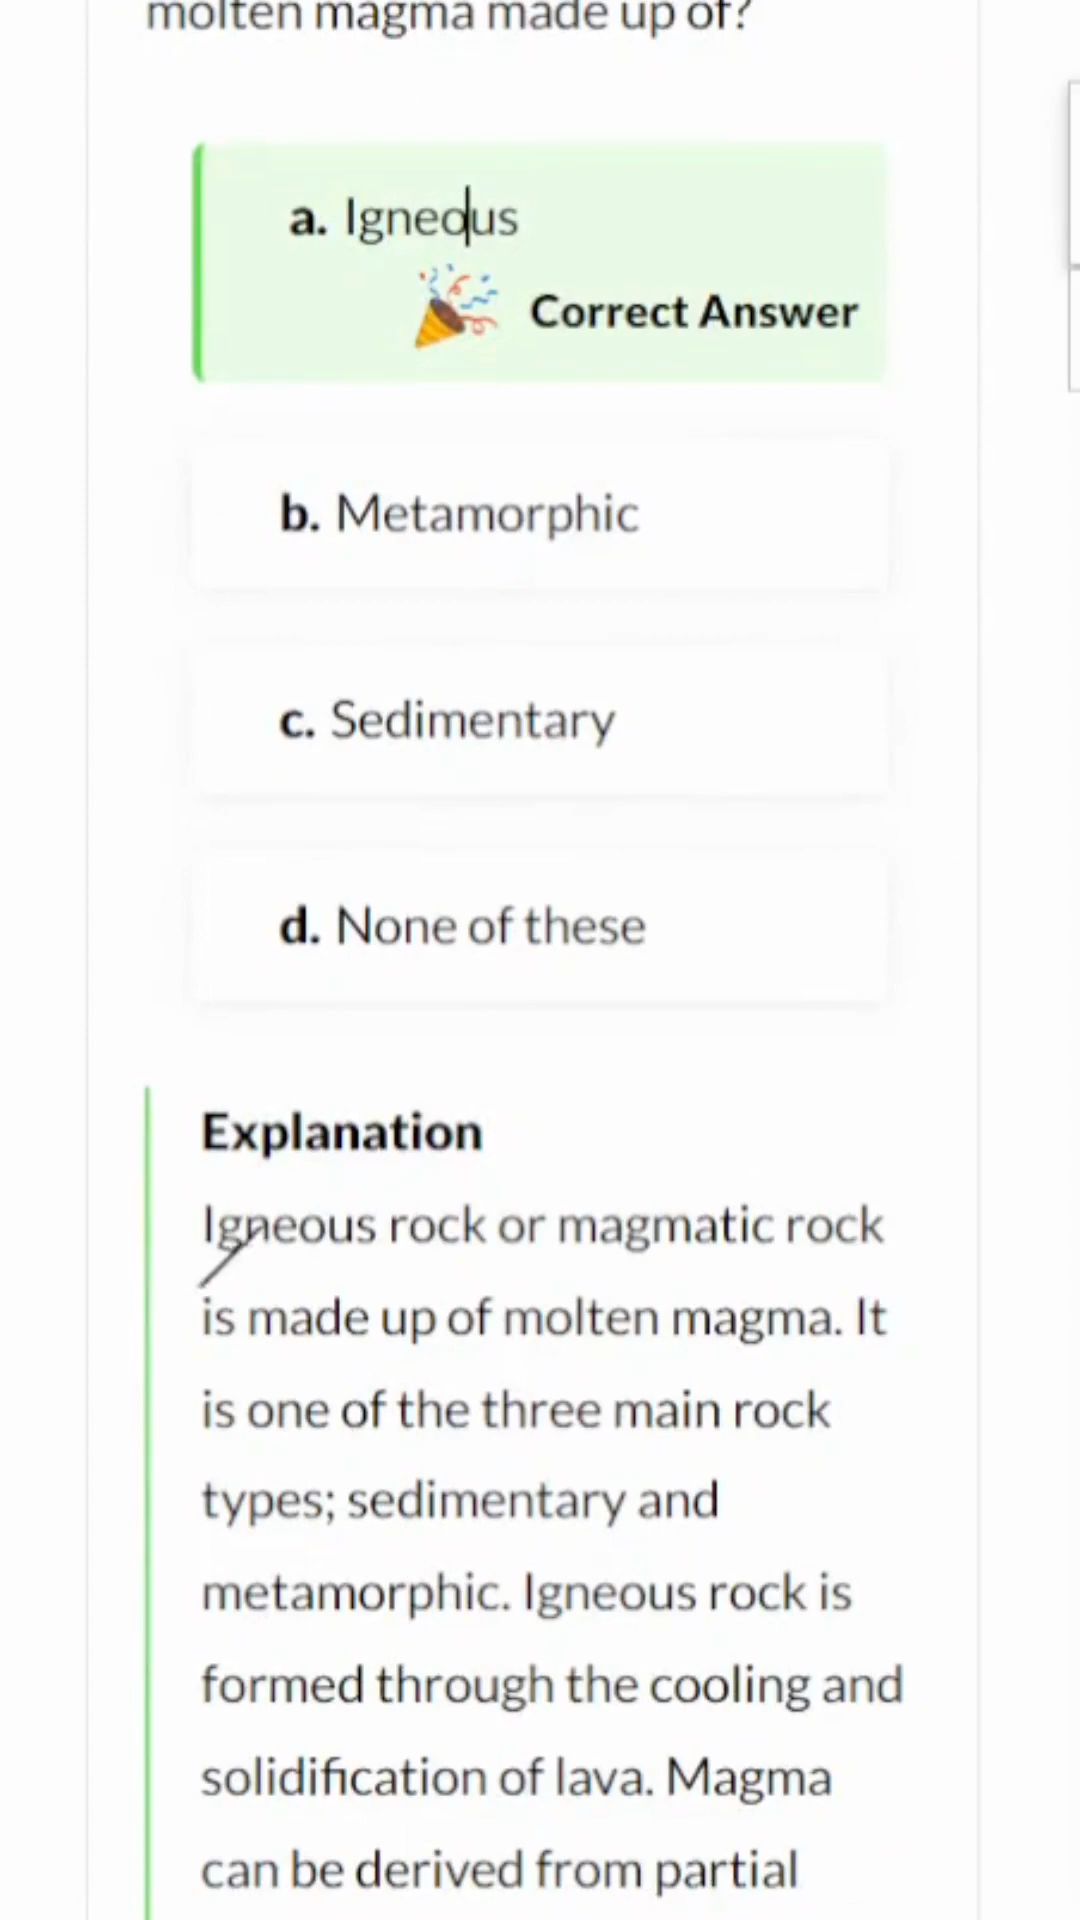 molten magma made up of?
a. Igneous
Correct Answer
b. Metamorphic
c. Sedimentary
d. None of these
Explanation
Igneous rock or magmatic rock
is made up of molten magma. It
is one of the three main rock
types; sedimentary and
metamorphic. Igneous rock is
formed through the cooling and
solidification of lava. Magma
can be derived from partial